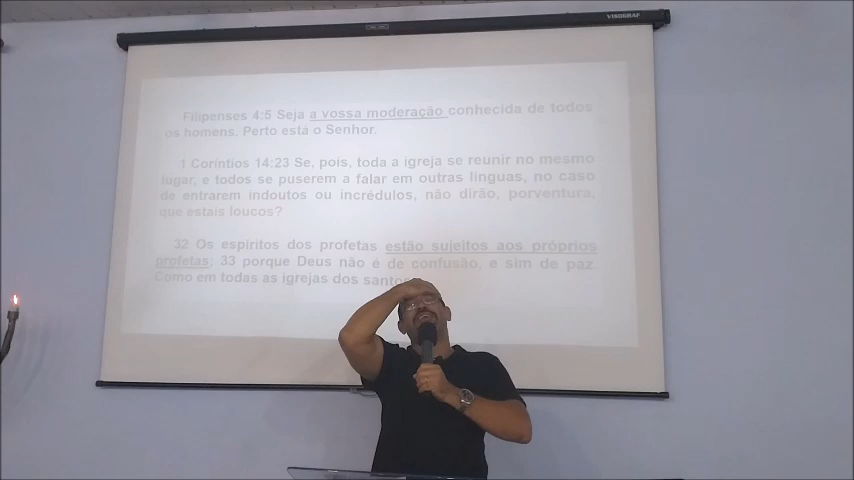 VISOGRAF
Filipenses 4:5 Seja a vossa moderação conhecida de todos
os homens. Perto está o Senhor.
1 Coríntios 14:23 Se, pois, toda a igreja se reunir no mesmo
lugar, e todos se puserem a falar em outras línguas, no caso
de entrarem indoutos ou incrédulos, não dirão, porventura,
que estais loucos?
32 Os espíritos dos profetas estão sujeitos aos próprios
profetas; 33 porque Deus não é de confusão, e sim de paz.
Como em todas as igrejas dos santos